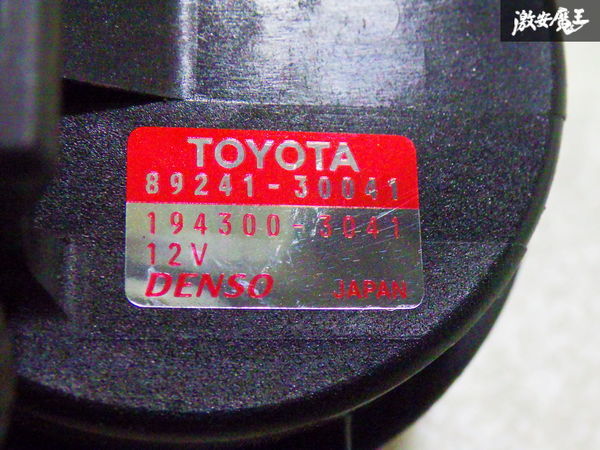 激安魔王
TOYOTA
89241-30041
194300-3041
12V
DENSO JAPAN